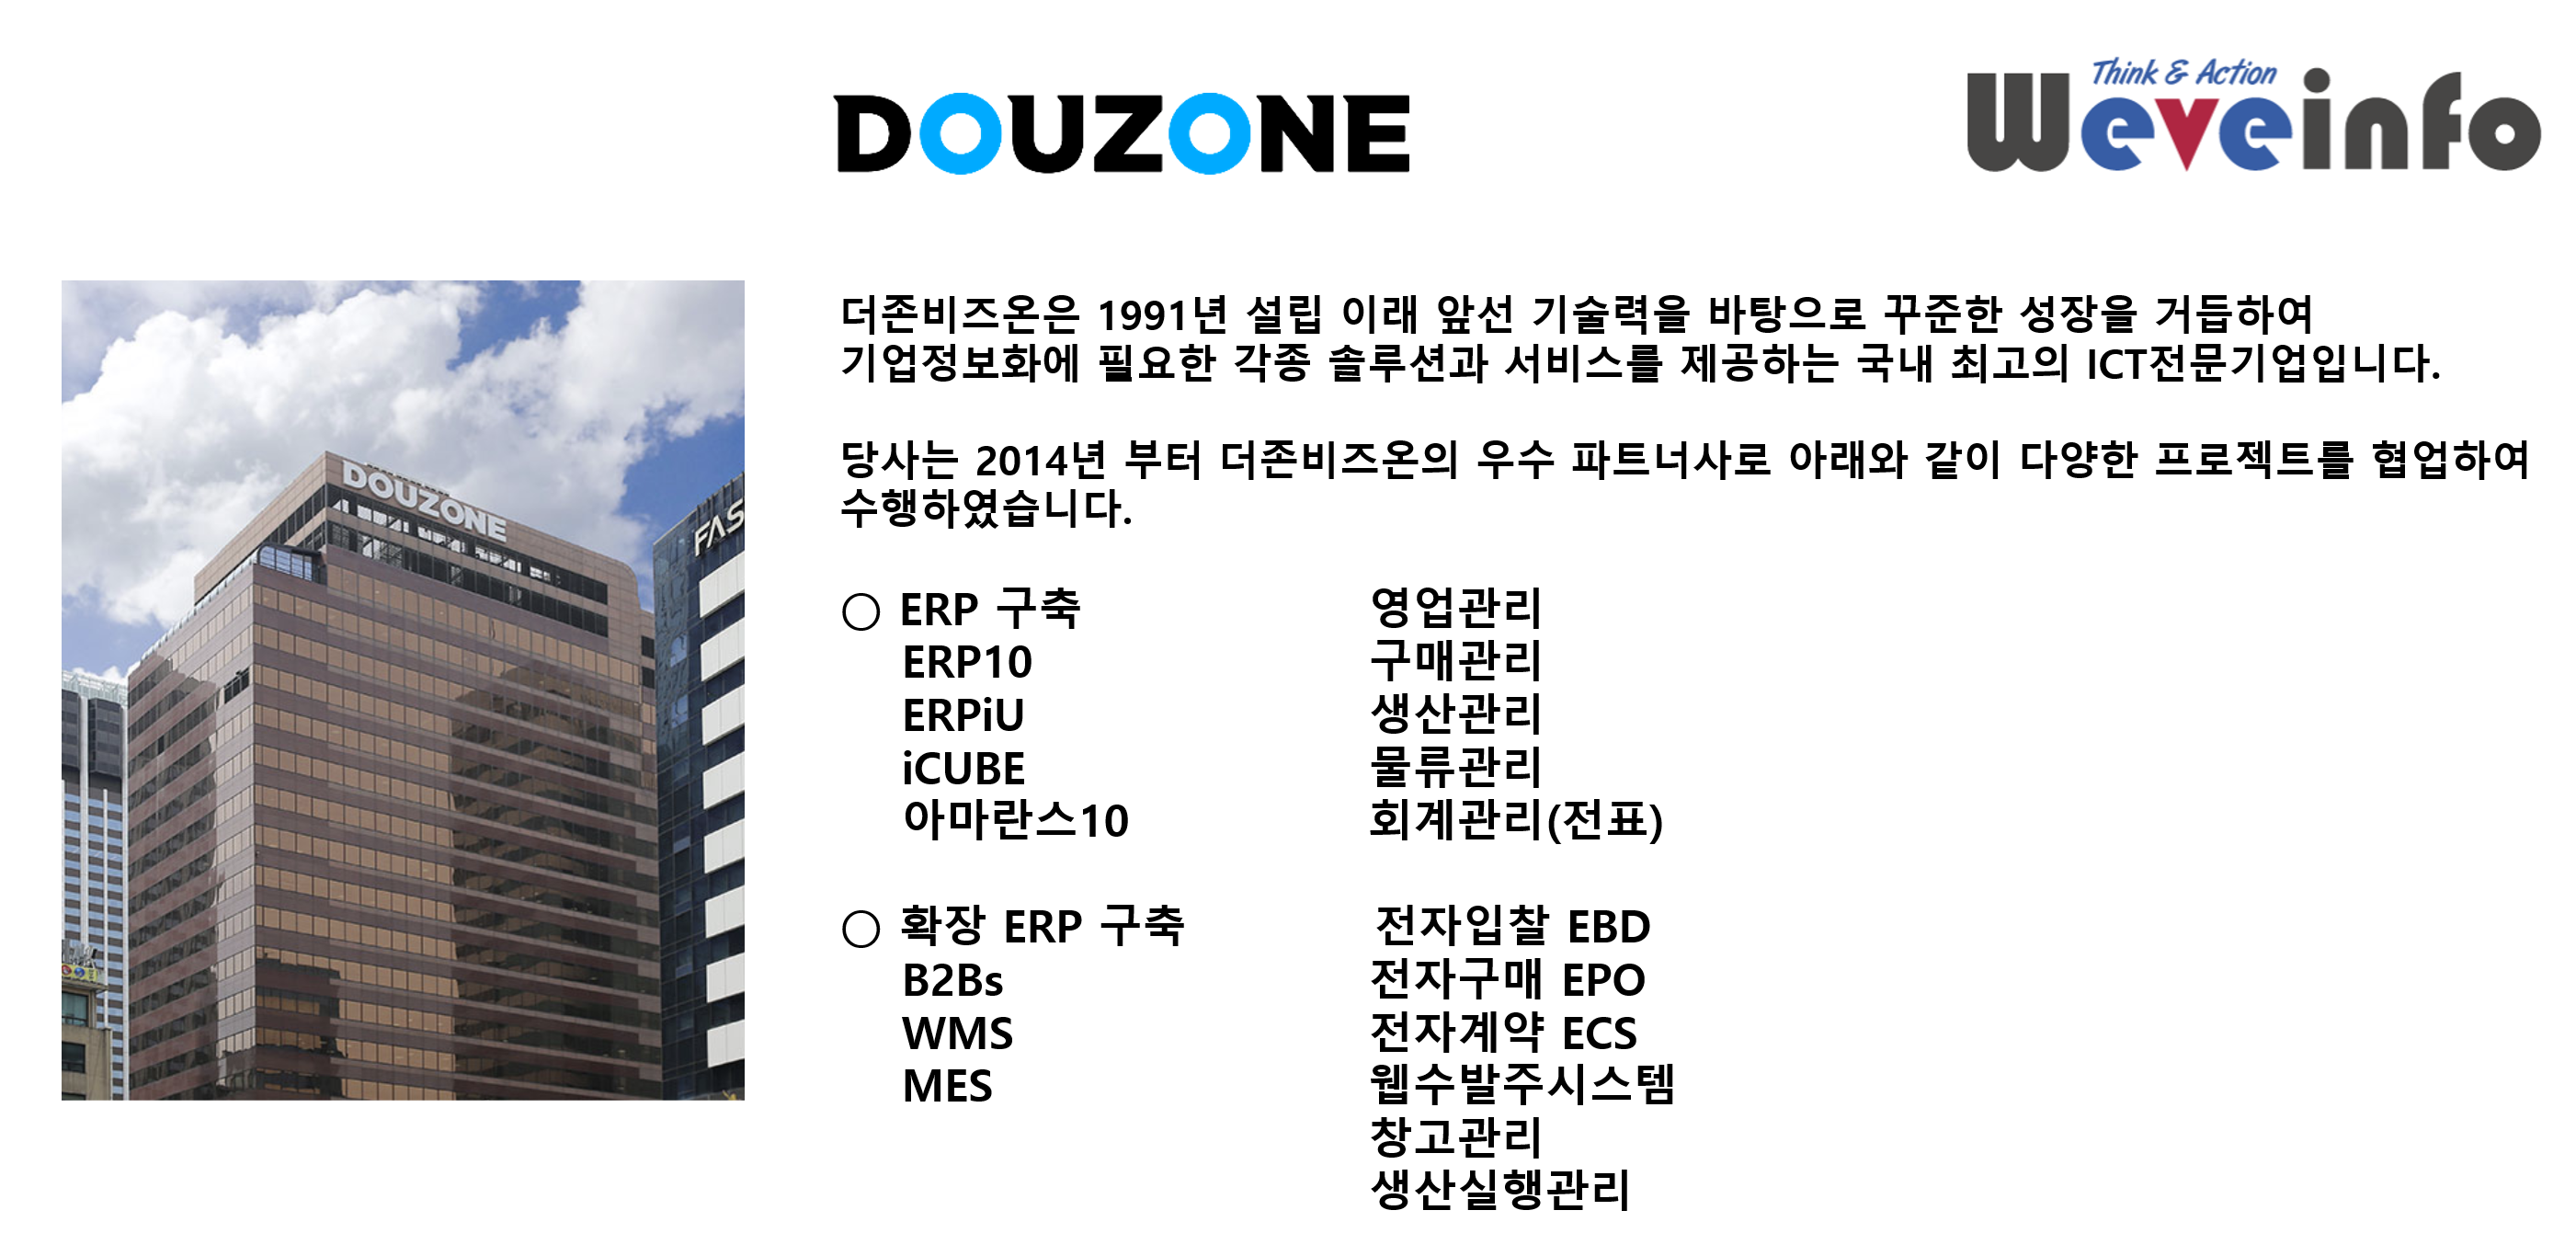 DOUZONE
Think & Action
Weveinfo
DOUZONE
FAS
더존비즈온은 1991년 설립 이래 앞선 기술력을 바탕으로 꾸준한 성장을 거듭하여
기업정보화에 필요한 각종 솔루션과 서비스를 제공하는 국내 최고의 ICT전문기업입니다.
당사는 2014년 부터 더존비즈온의 우수 파트너사로 아래와 같이 다양한 프로젝트를 협업하여
수행하였습니다.
○ ERP 구축 영업관리
ERP10 구매관리
ERPiU 생산관리
iCUBE 물류관리
아마란스10 회계관리(전표)
○ 확장 ERP 구축 전자입찰 EBD
B2Bs 전자구매 EPO
WMS 전자계약 ECS
MES 웹수발주시스템
창고관리
생산실행관리